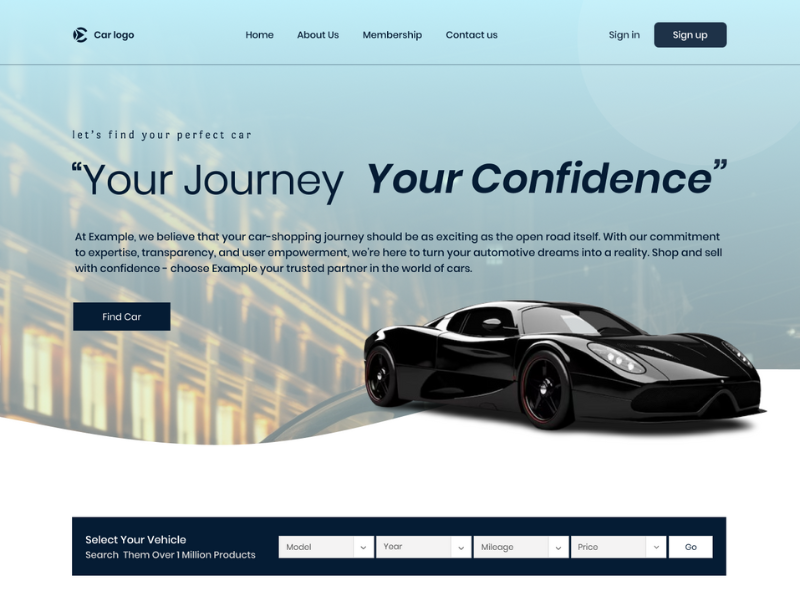 Car logo
Home About Us Membership Contact us
Sign in Sign up
let's find your perfect car
“Your Journey Your Confidence”
At Example, we believe that your car-shopping journey should be as exciting as the open road itself. With our commitment
to expertise, transparency, and user empowerment, we're here to turn your automotive dreams into a reality. Shop and sell
with confidence - choose Example your trusted partner in the world of cars.
Find Car
Select Your Vehicle
Search Them Over 1 Million Products
Model Year Mileage Price Go